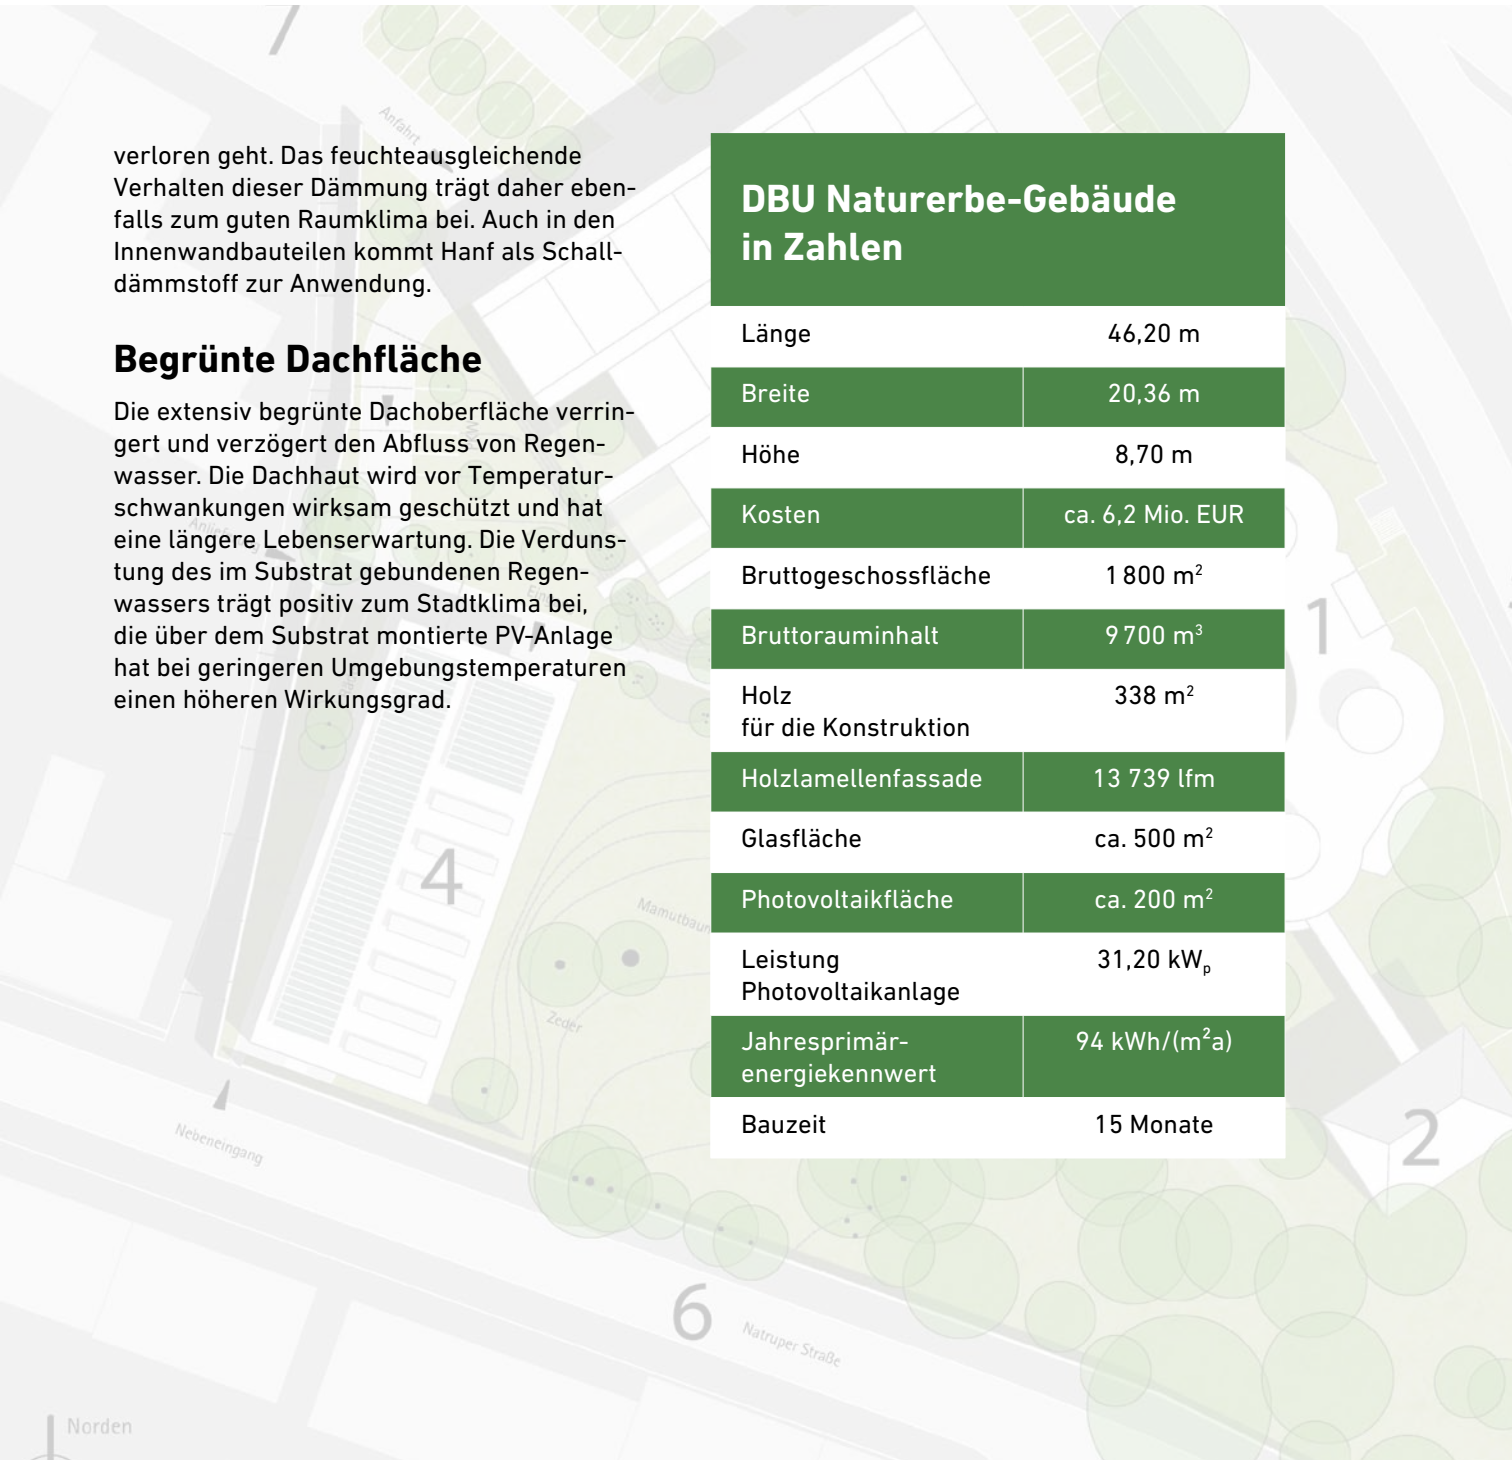 verloren geht. Das feuchteausgleichende
Verhalten dieser Dämmung trägt daher eben-
falls zum guten Raumklima bei. Auch in den
Innenwandbauteilen kommt Hanf als Schall-
dämmstoff zur Anwendung.
Begrünte Dachfläche
Die extensiv begrünte Dachoberfläche verrin-
gert und verzögert den Abfluss von Regen-
wasser. Die Dachhaut wird vor Temperatur-
schwankungen wirksam geschützt und hat
eine längere Lebenserwartung. Die Verduns-
tung des im Substrat gebundenen Regen-
wassers trägt positiv zum Stadtklima bei,
die über dem Substrat montierte PV-Anlage
hat bei geringeren Umgebungstemperaturen
einen höheren Wirkungsgrad.
DBU Naturerbe-Gebäude
in Zahlen
Länge 46,20 m
Breite 20,36 m
Höhe 8,70 m
Kosten ca. 6,2 Mio. EUR
Bruttogeschossfläche 1 800 m²
Bruttorauminhalt 9 700 m³
Holz 338 m²
für die Konstruktion
Holzlamellenfassade 13 739 lfm
Glasfläche ca. 500 m²
Photovoltaikfläche ca. 200 m²
Leistung 31,20 kWₚ
Photovoltaikanlage
Jahresprimär- 94 kWh/(m²a)
energiekennwert
Bauzeit 15 Monate
7
Anfahrt
1
4
Zeder
Nebeneingang
2
6
Natruper Straße
Norden